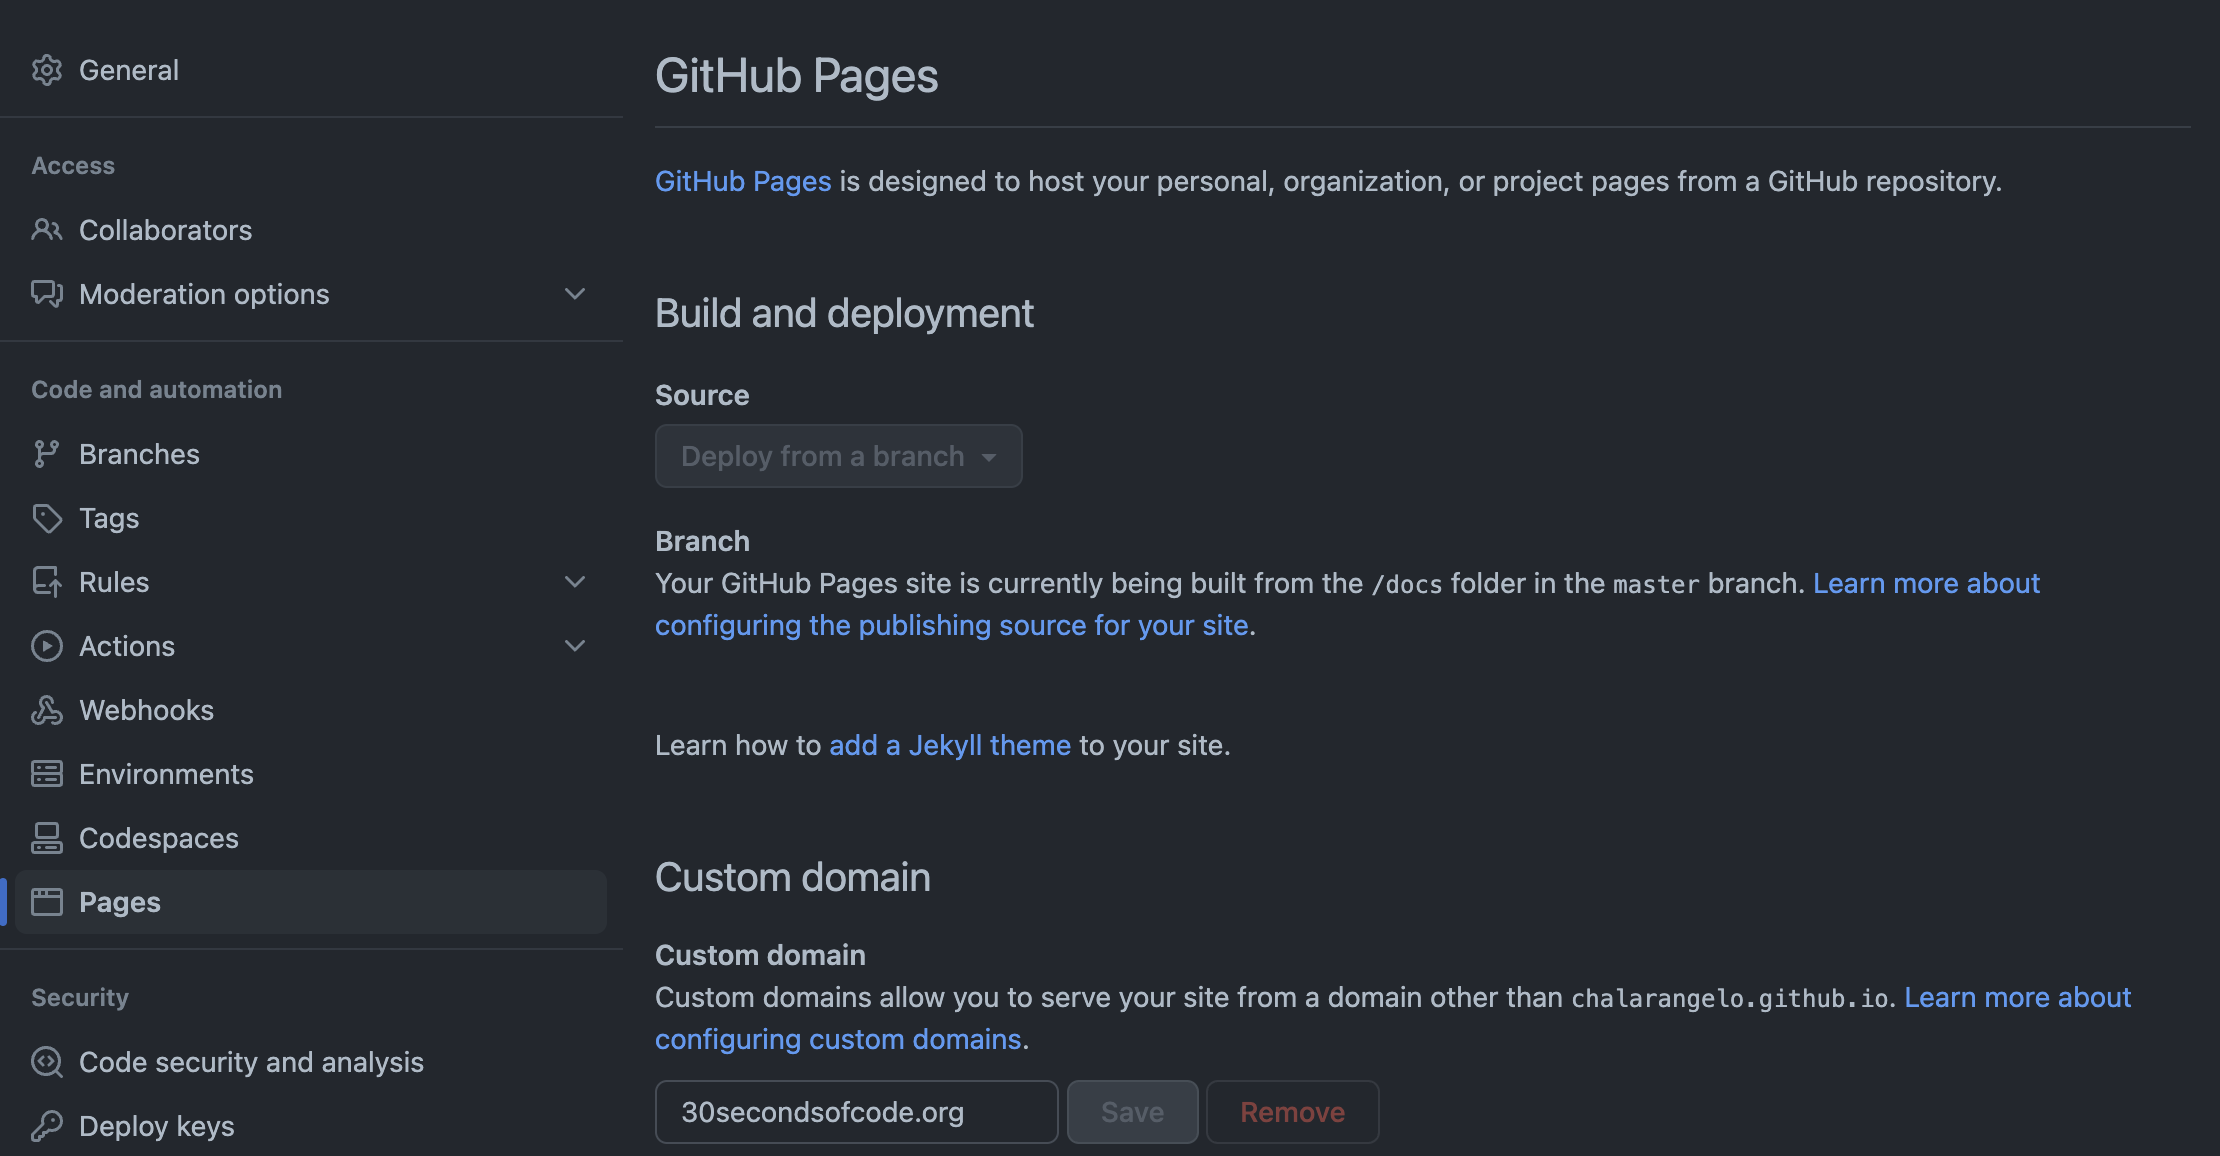 General
Access
Collaborators
Moderation options
Code and automation
Branches
Tags
Rules
Actions
Webhooks
Environments
Codespaces
Pages
Security
Code security and analysis
Deploy keys
GitHub Pages
GitHub Pages is designed to host your personal, organization, or project pages from a GitHub repository.
Build and deployment
Source
Deploy from a branch
Branch
Your GitHub Pages site is currently being built from the /docs folder in the master branch. Learn more about
configuring the publishing source for your site.
Learn how to add a Jekyll theme to your site.
Custom domain
Custom domain
Custom domains allow you to serve your site from a domain other than chalarangelo.github.io. Learn more about
configuring custom domains.
30secondsofcode.org Save Remove